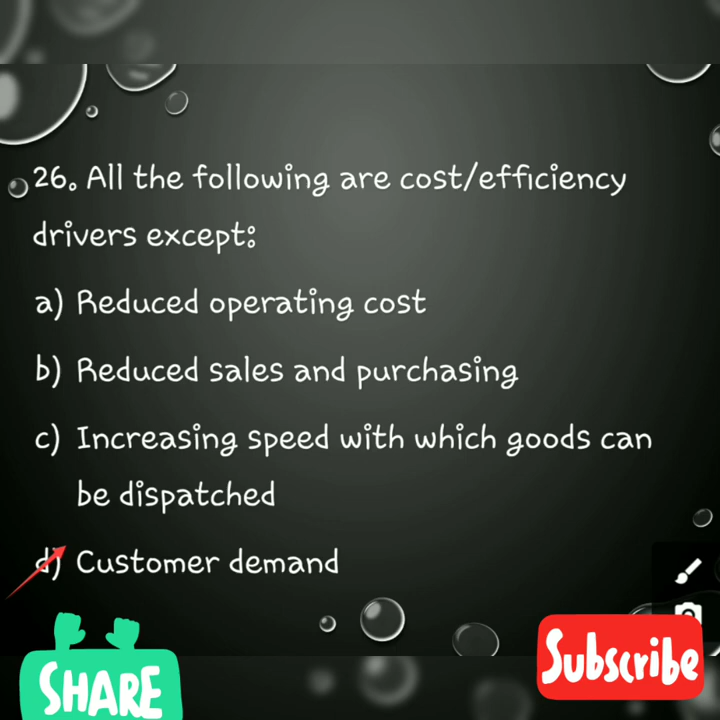 26. All the following are cost/efficiency
drivers except:
a) Reduced operating cost
b) Reduced sales and purchasing
c) Increasing speed with which goods can
be dispatched
d) Customer demand
SHARE
Subscribe